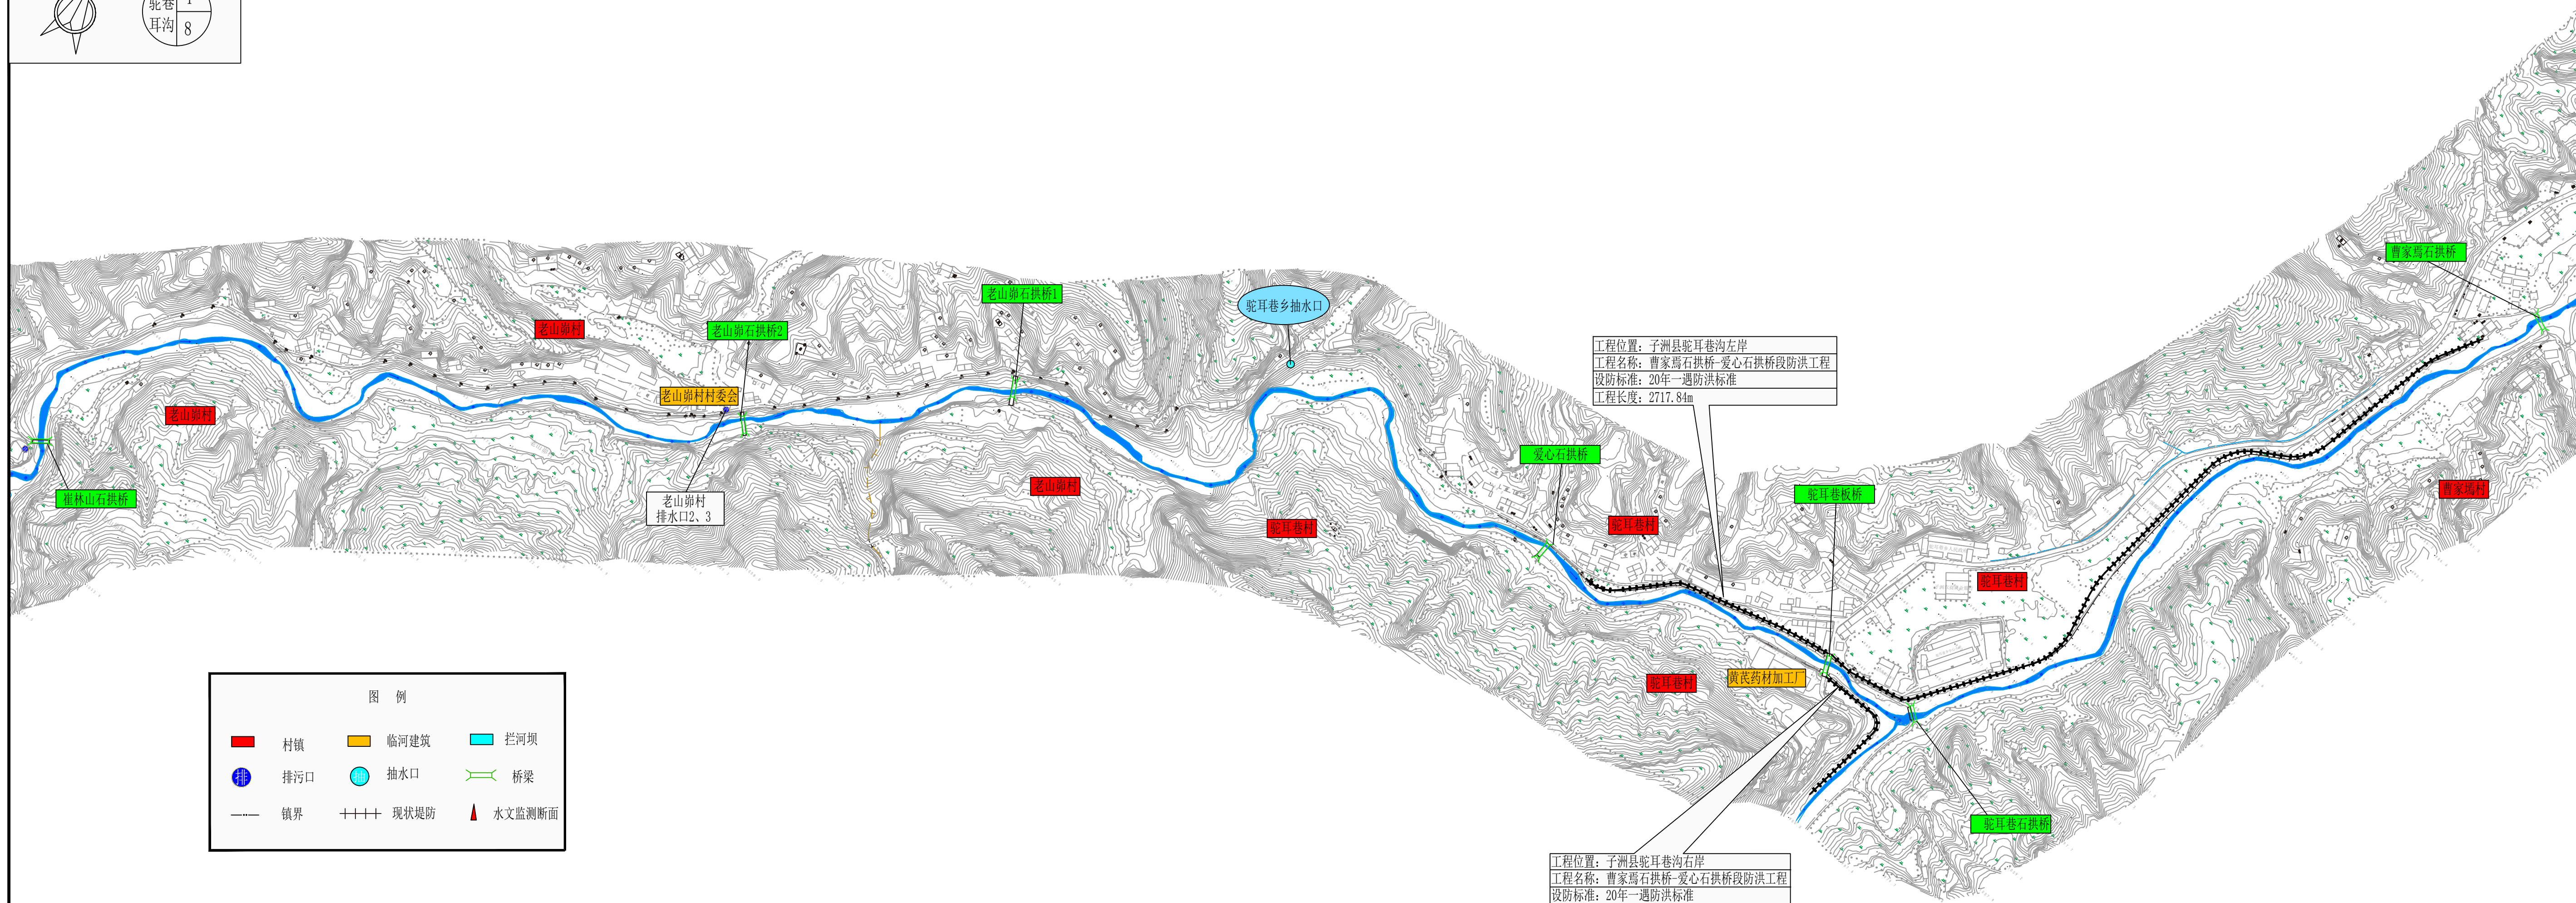 驼巷
耳沟
1
8
曹家焉石拱桥
老山峁石拱桥1
驼耳巷乡抽水口
老山峁村
老山峁石拱桥2
工程位置：子洲县驼耳巷沟左岸
工程名称：曹家焉石拱桥-爱心石拱桥段防洪工程
设防标准：20年一遇防洪标准
工程长度：2717.84m
老山峁村村委会
老山峁村
爱心石拱桥
老山峁村
曹家焉村
崔林山石拱桥
老山峁村
排水口2、3
驼耳巷板桥
驼耳巷村
驼耳巷村
驼耳巷村
驼耳巷村
黄芪药材加工厂
驼耳巷石拱桥
图 例
村镇
临河建筑
拦河坝
排
排污口
抽水口
桥梁
镇界
现状堤防
水文监测断面
工程位置：子洲县驼耳巷沟右岸
工程名称：曹家焉石拱桥-爱心石拱桥段防洪工程
设防标准：20年一遇防洪标准